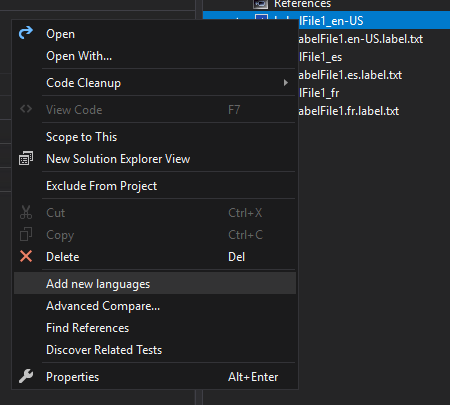 References
abelFile1_en-US
Open
abelFile1.en-US.label.txt
Open With...
lFile1_es
Code Cleanup
abelFile1.es.label.txt
lFile1_fr
View Code F7
abelFile1.fr.label.txt
Scope to This
New Solution Explorer View
Exclude From Project
Cut Ctrl+X
Copy Ctrl+C
Delete Del
Add new languages
Advanced Compare...
Find References
Discover Related Tests
Properties Alt+Enter